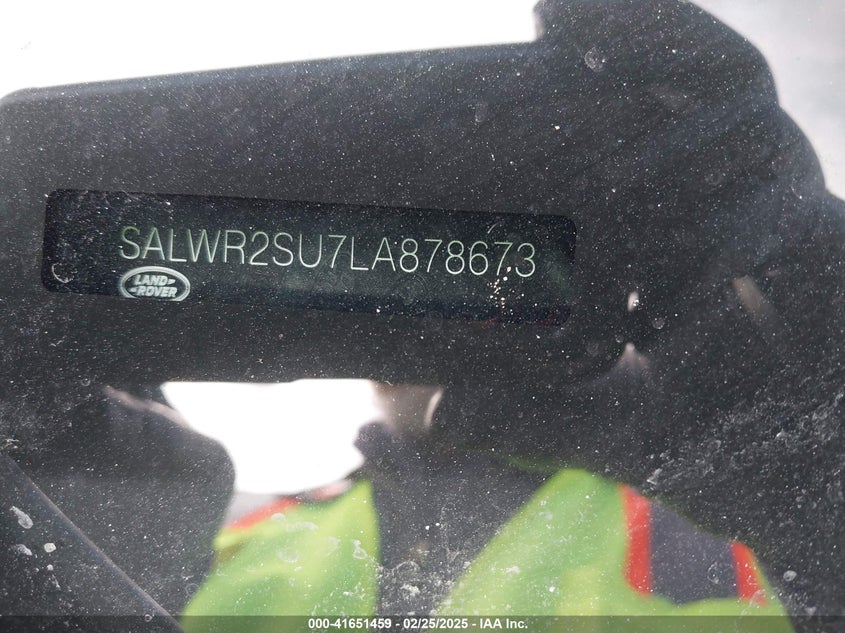 SALWR2SU7LA878673
LAND-
-ROVER
000-41651459 - 02/25/2025 - IAA Inc.